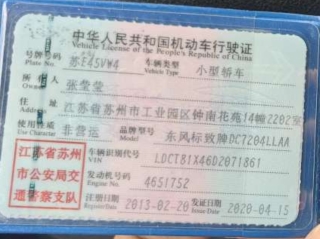 中华人民共和国机动车行驶证
Vehicle License of the People's Republic of China
号牌号码 苏E45VW4 车辆类型 小型轿车
Plate No. Vehicle Type
所有人 张莹莹
Owner
住址 江苏省苏州市工业园区钟南花苑14幢2202室
Address
使用性质 非营运 品牌型号 东风标致牌DC7204LLAA
Use Character Model
江苏省苏州 车辆识别代号 LDCT81X46D2071861
VIN
市公安局交 发动机号码 4651752
Engine No.
通警察支队 注册日期 2013-02-20 发证日期 2020-04-15
Register Date Issue Date